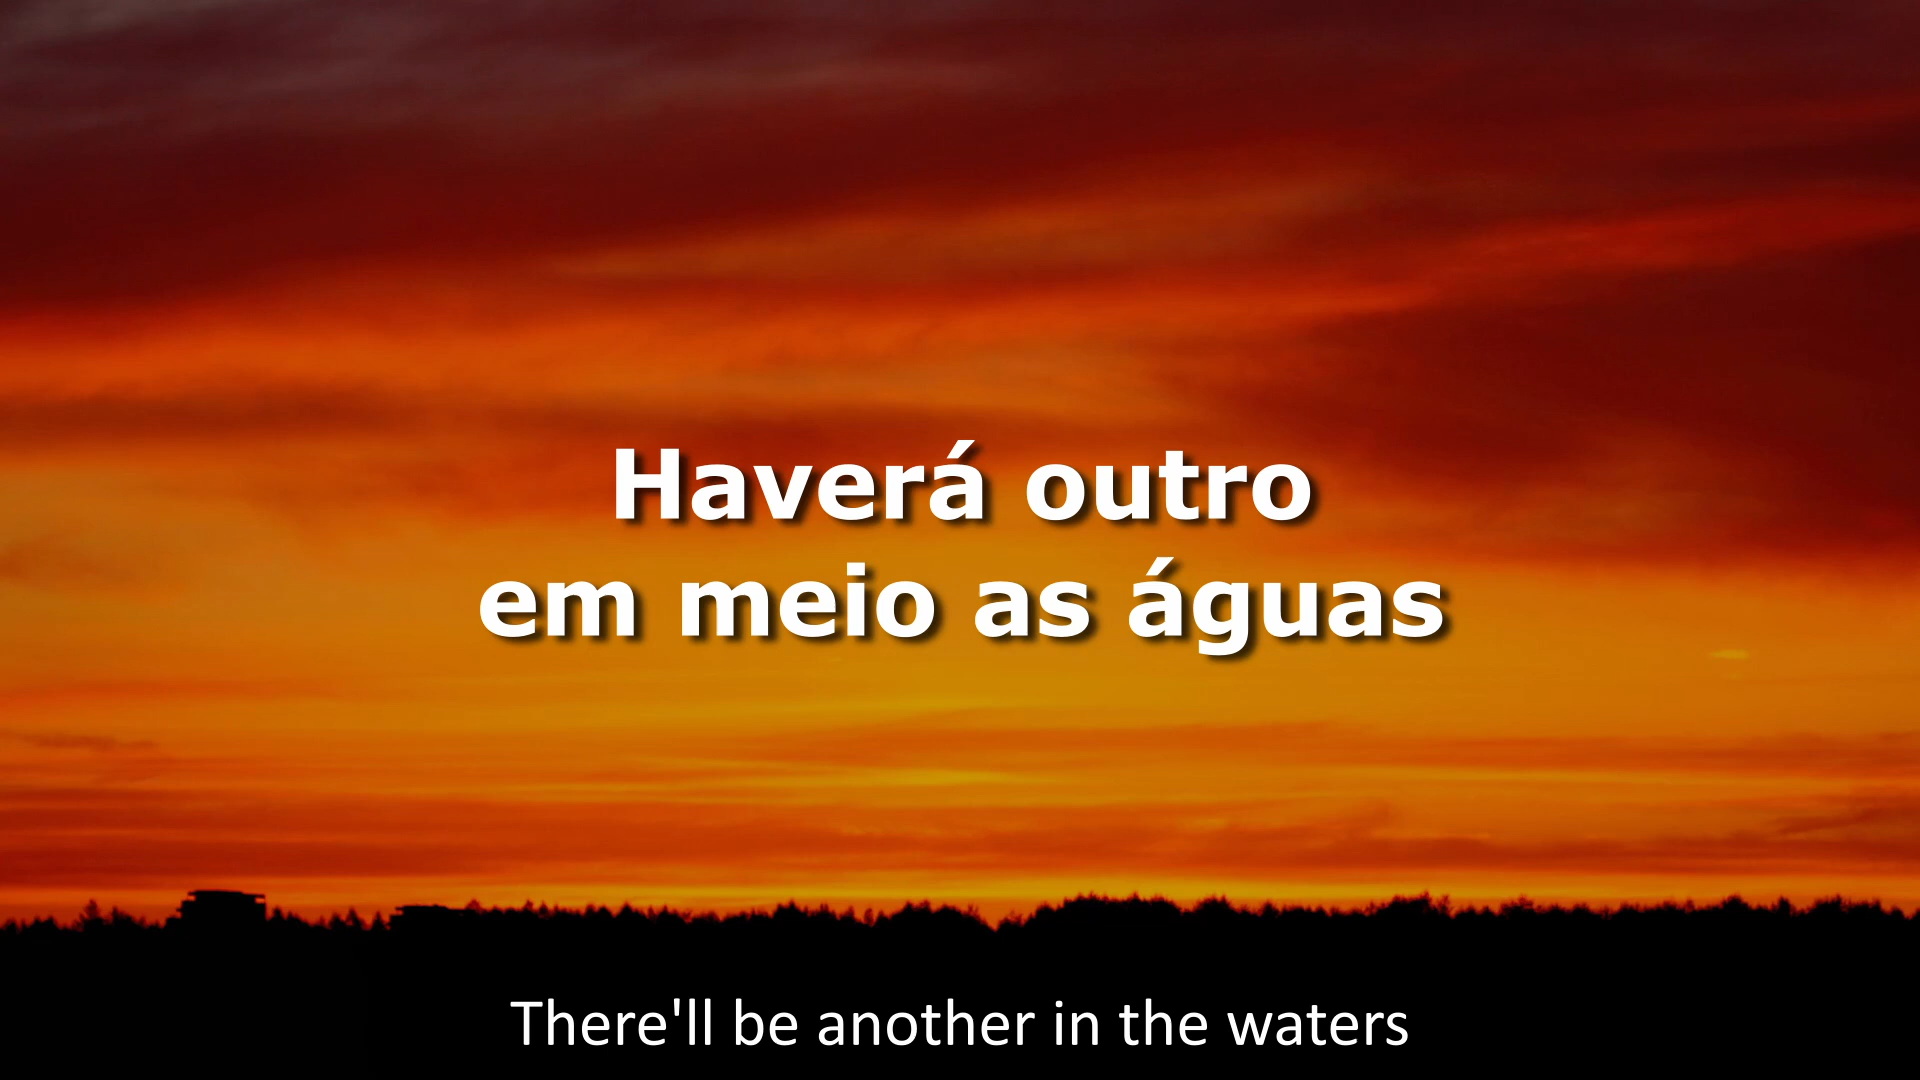 Haverá outro
em meio as águas
There'll be another in the waters